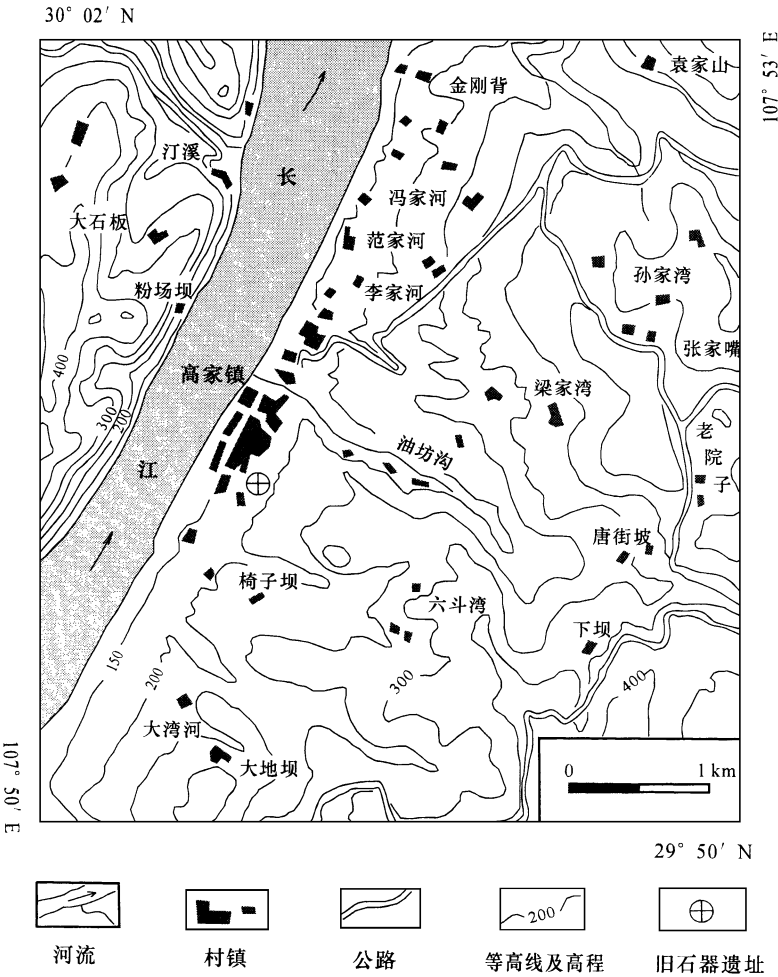 30° 02′ N
107° 53′ E
袁家山
金刚背
汀溪
长
冯家河
大石板
范家河
孙家湾
粉场坝
李家河
张家嘴
400
高家镇
梁家湾
300
200
老院子
油坊沟
江
唐街坡
椅子坝
六斗湾
下坝
150
200
300
400
大湾河
大地坝
107° 50′ E
0 1 km
29° 50′ N
200
河流 村镇 公路 等高线及高程 旧石器遗址